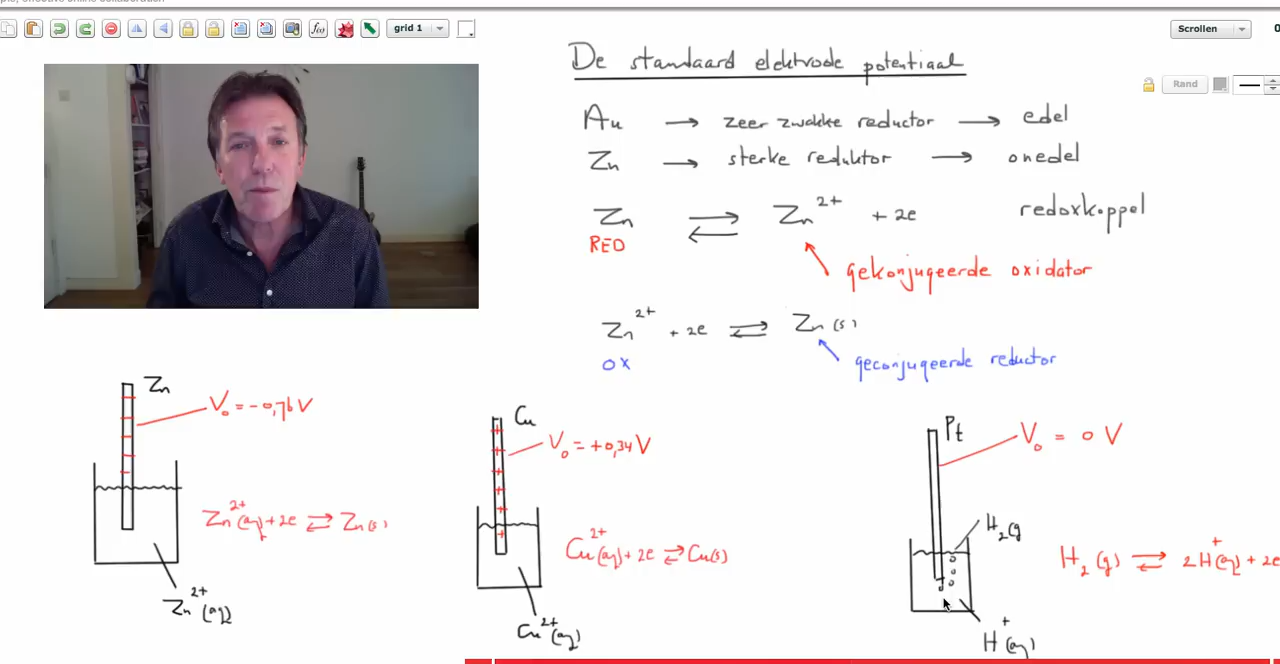 grid 1
Scrollen
Rand
De standaard elektrode potentiaal
Au → zeer zwakke reductor → edel
Zn → sterke reduktor → onedel
Zn ⇌ Zn²⁺ + 2e redoxkoppel
RED
gekonjugeerde oxidator
Zn²⁺ + 2e ⇌ Zn (s)
OX
geconjugeerde reductor
Zn
V₀ = -0,76 V
Zn²⁺(aq) + 2e ⇌ Zn(s)
Zn²⁺(aq)
Cu
V₀ = +0,34 V
Cu²⁺(aq) + 2e ⇌ Cu(s)
Cu²⁺(aq)
Pt
V₀ = 0 V
H₂(g
H₂(g) ⇌ 2H⁺(aq) + 2e
H⁺(aq)